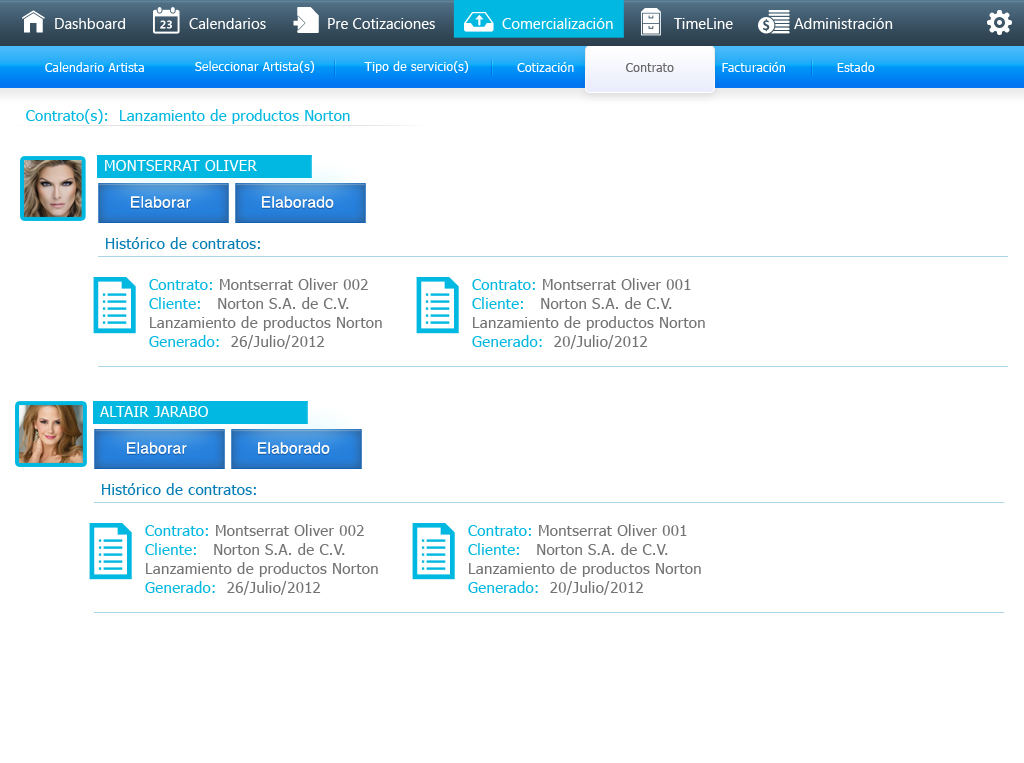 Dashboard 23 Calendarios Pre Cotizaciones Comercialización TimeLine $ Administración
Calendario Artista Seleccionar Artista(s) Tipo de servicio(s) Cotización Contrato Facturación Estado
Contrato(s): Lanzamiento de productos Norton
MONTSERRAT OLIVER
Elaborar Elaborado
Histórico de contratos:
Contrato: Montserrat Oliver 002
Cliente: Norton S.A. de C.V.
Lanzamiento de productos Norton
Generado: 26/Julio/2012
Contrato: Montserrat Oliver 001
Cliente: Norton S.A. de C.V.
Lanzamiento de productos Norton
Generado: 20/Julio/2012
ALTAIR JARABO
Elaborar Elaborado
Histórico de contratos:
Contrato: Montserrat Oliver 002
Cliente: Norton S.A. de C.V.
Lanzamiento de productos Norton
Generado: 26/Julio/2012
Contrato: Montserrat Oliver 001
Cliente: Norton S.A. de C.V.
Lanzamiento de productos Norton
Generado: 20/Julio/2012